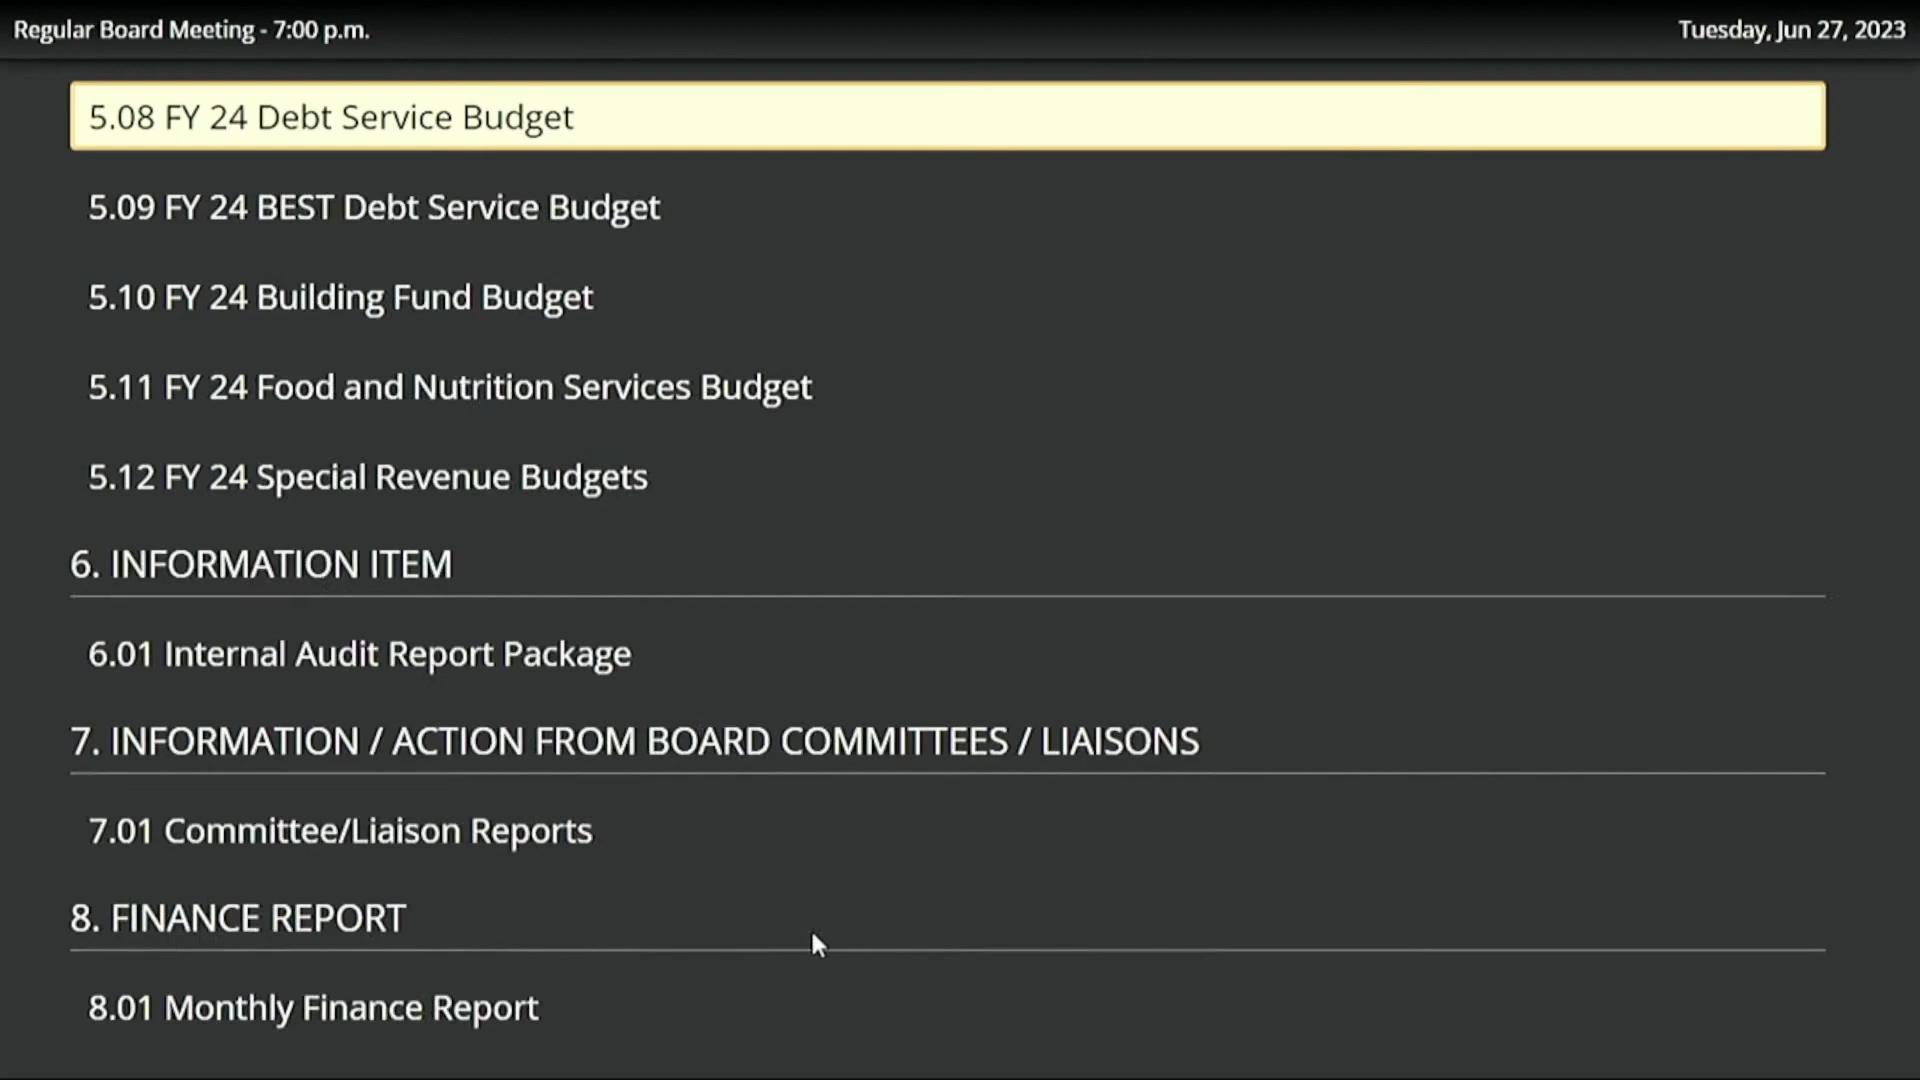 Regular Board Meeting - 7:00 p.m.
Tuesday, Jun 27, 2023
5.08 FY 24 Debt Service Budget
5.09 FY 24 BEST Debt Service Budget
5.10 FY 24 Building Fund Budget
5.11 FY 24 Food and Nutrition Services Budget
5.12 FY 24 Special Revenue Budgets
6. INFORMATION ITEM
6.01 Internal Audit Report Package
7. INFORMATION / ACTION FROM BOARD COMMITTEES / LIAISONS
7.01 Committee/Liaison Reports
8. FINANCE REPORT
8.01 Monthly Finance Report